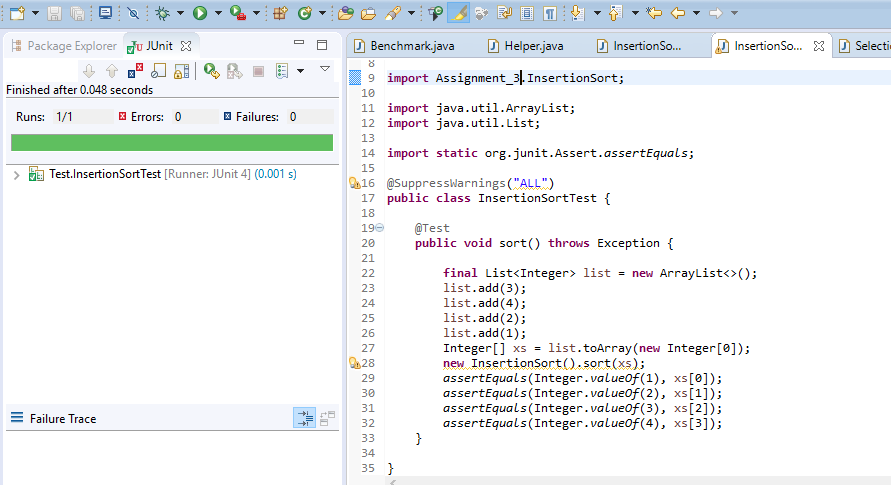 Package Explorer JUnit
Finished after 0.048 seconds
Runs: 1/1 Errors: 0 Failures: 0
Test.InsertionSortTest [Runner: JUnit 4] (0.001 s)
Failure Trace
Benchmark.java Helper.java InsertionSo... InsertionSo... Selecti
8
9 import Assignment_3.InsertionSort;
10
11 import java.util.ArrayList;
12 import java.util.List;
13
14 import static org.junit.Assert.assertEquals;
15
16 @SuppressWarnings("ALL")
17 public class InsertionSortTest {
18
19 @Test
20 public void sort() throws Exception {
21
22 final List<Integer> list = new ArrayList<>();
23 list.add(3);
24 list.add(4);
25 list.add(2);
26 list.add(1);
27 Integer[] xs = list.toArray(new Integer[0]);
28 new InsertionSort().sort(xs);
29 assertEquals(Integer.valueOf(1), xs[0]);
30 assertEquals(Integer.valueOf(2), xs[1]);
31 assertEquals(Integer.valueOf(3), xs[2]);
32 assertEquals(Integer.valueOf(4), xs[3]);
33 }
34
35 }